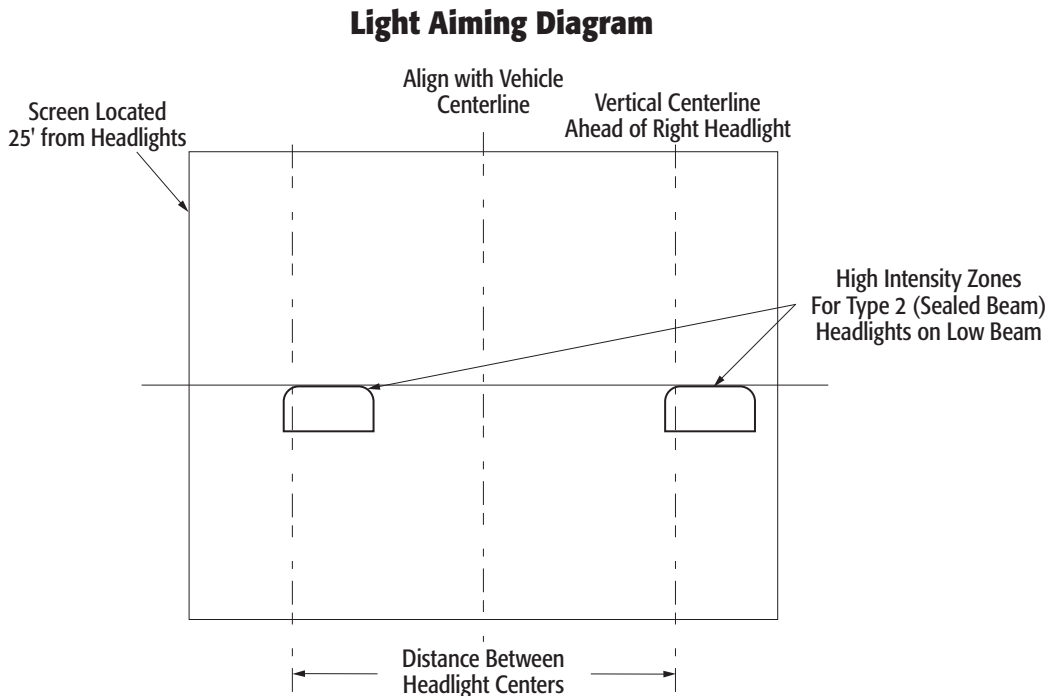 Light Aiming Diagram
Screen Located
25' from Headlights
Align with Vehicle
Centerline
Vertical Centerline
Ahead of Right Headlight
High Intensity Zones
For Type 2 (Sealed Beam)
Headlights on Low Beam
Distance Between
Headlight Centers